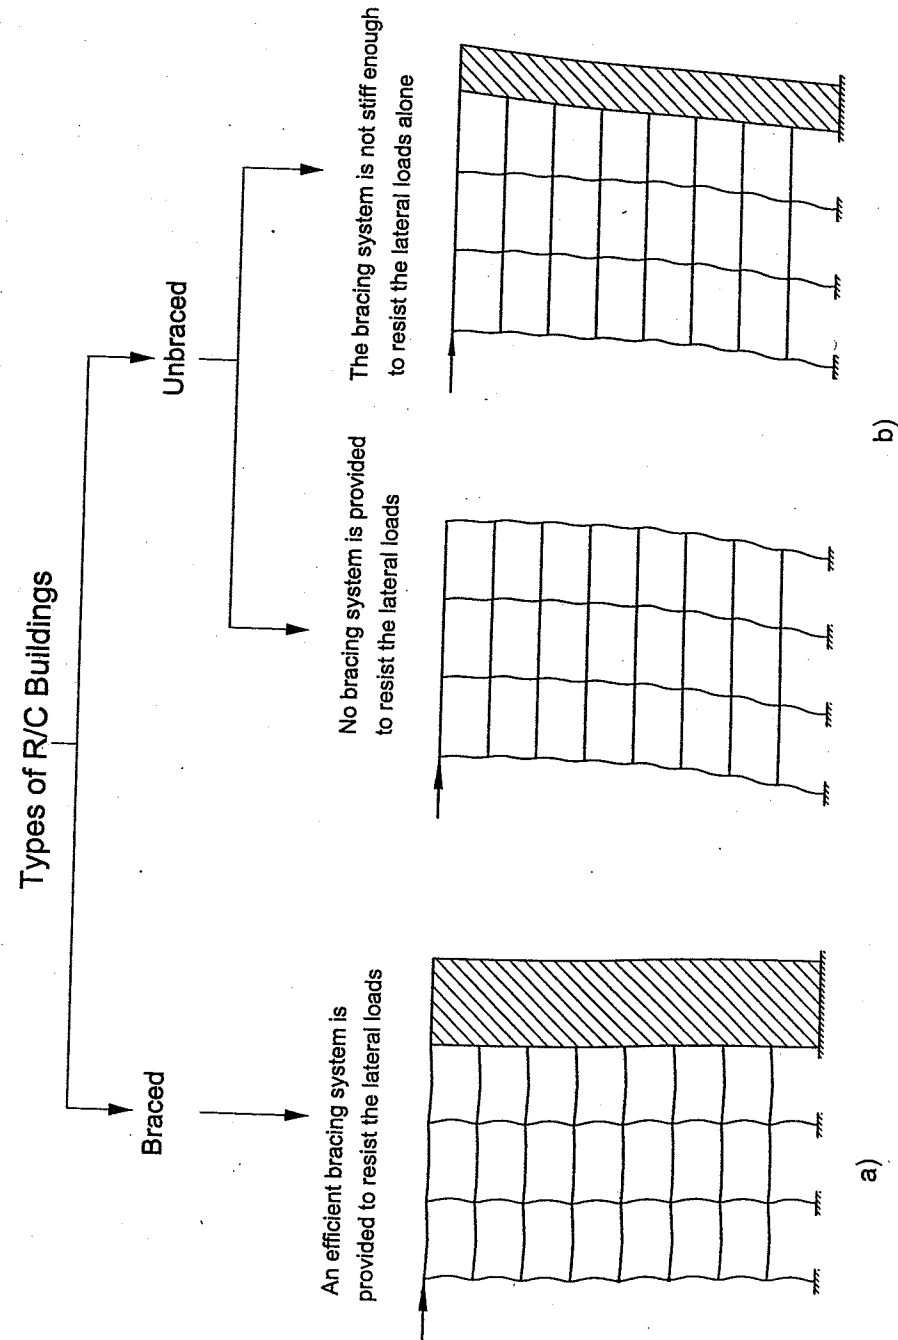 Types of R/C Buildings
Braced
Unbraced
An efficient bracing system is
provided to resist the lateral loads
No bracing system is provided
to resist the lateral loads
The bracing system is not stiff enough
to resist the lateral loads alone
a)
b)